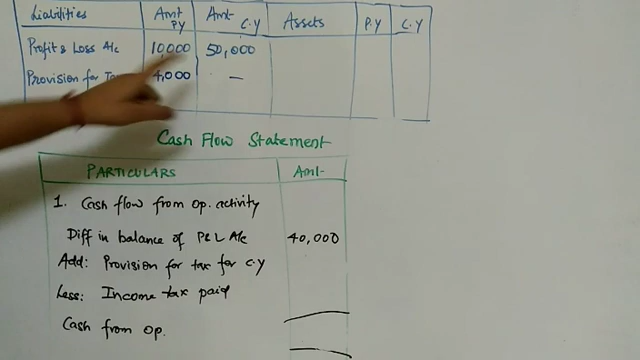 Liabilities Amt PY Amt C.Y Assets P.Y C.Y
Profit & Loss A/c 10,000 50,000
Provision for 4,000 –
Cash Flow Statement
PARTICULARS Amt
1. Cash flow from op. activity
Diff in balance of P&L A/c 40,000
Add: Provision for tax for C.Y
Less: Income tax paid
Cash from op.